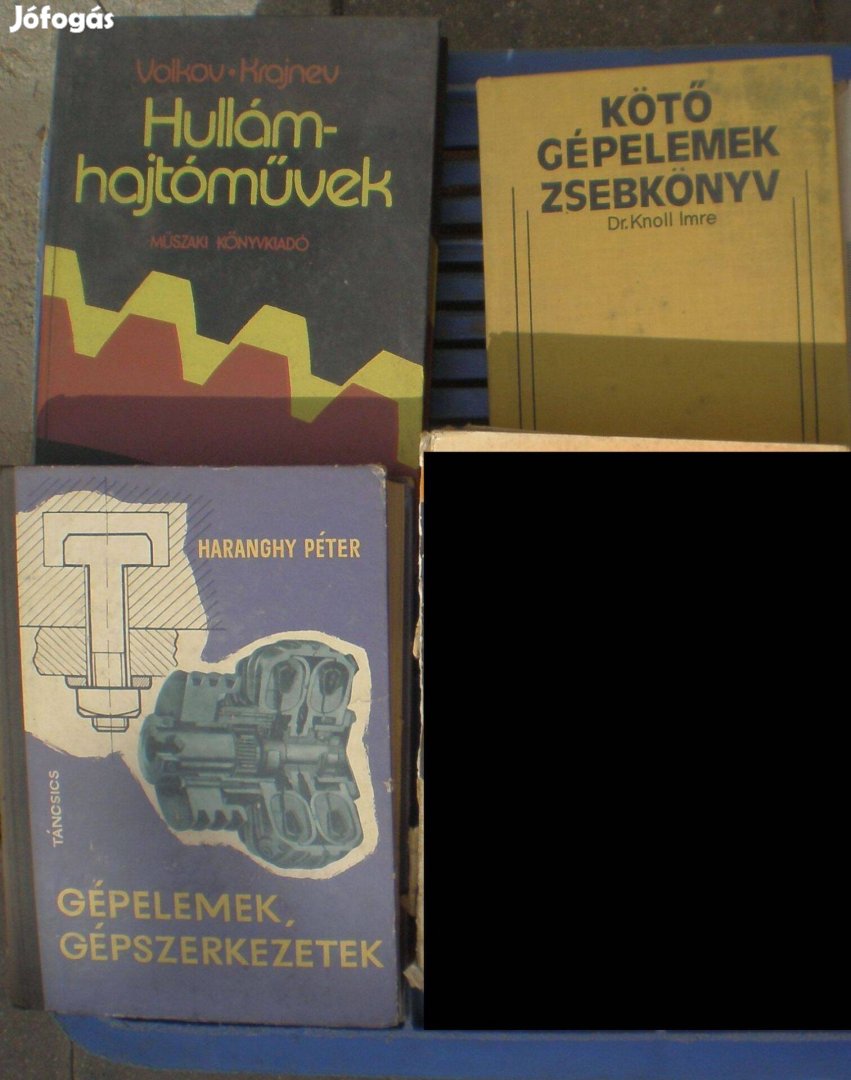 Jófogás
Volkov • Krajnev
Hullám-
hajtóművek
MŰSZAKI KÖNYVKIADÓ
KÖTŐ
GÉPELEMEK
ZSEBKÖNYV
Dr. Knoll Imre
HARANGHY PÉTER
TÁNCSICS
GÉPELEMEK,
GÉPSZERKEZETEK